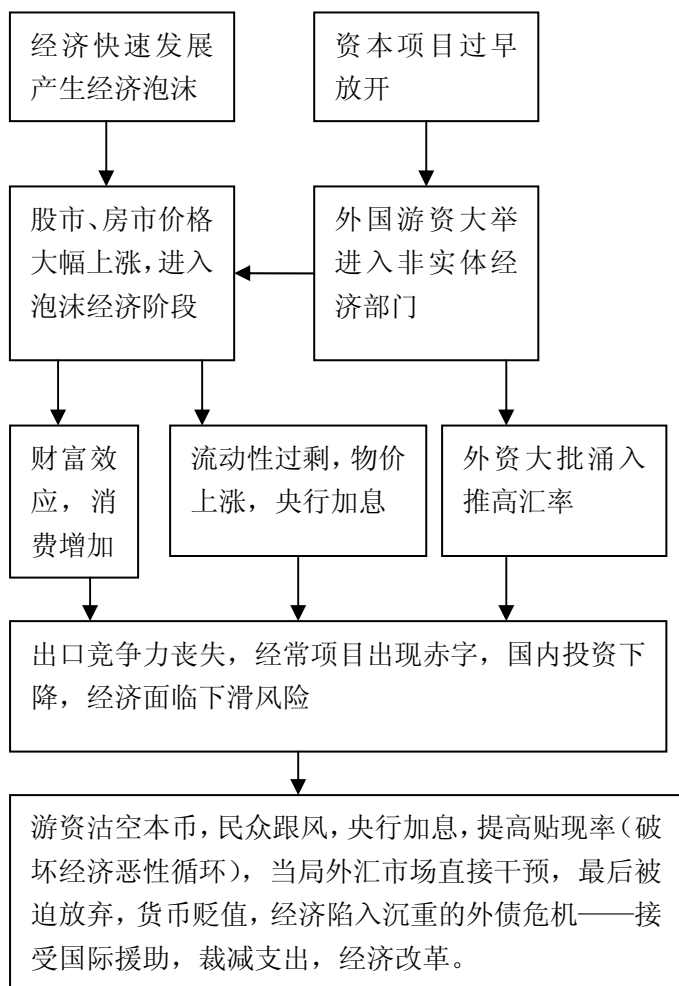 经济快速发展
产生经济泡沫
资本项目过早
放开
股市、房市价格
大幅上涨，进入
泡沫经济阶段
外国游资大举
进入非实体经
济部门
财富效
应，消
费增加
流动性过剩，物价
上涨，央行加息
外资大批涌入
推高汇率
出口竞争力丧失，经常项目出现赤字，国内投资下
降，经济面临下滑风险
游资沽空本币，民众跟风，央行加息，提高贴现率（破
坏经济恶性循环），当局外汇市场直接干预，最后被
迫放弃，货币贬值，经济陷入沉重的外债危机——接
受国际援助，裁减支出，经济改革。